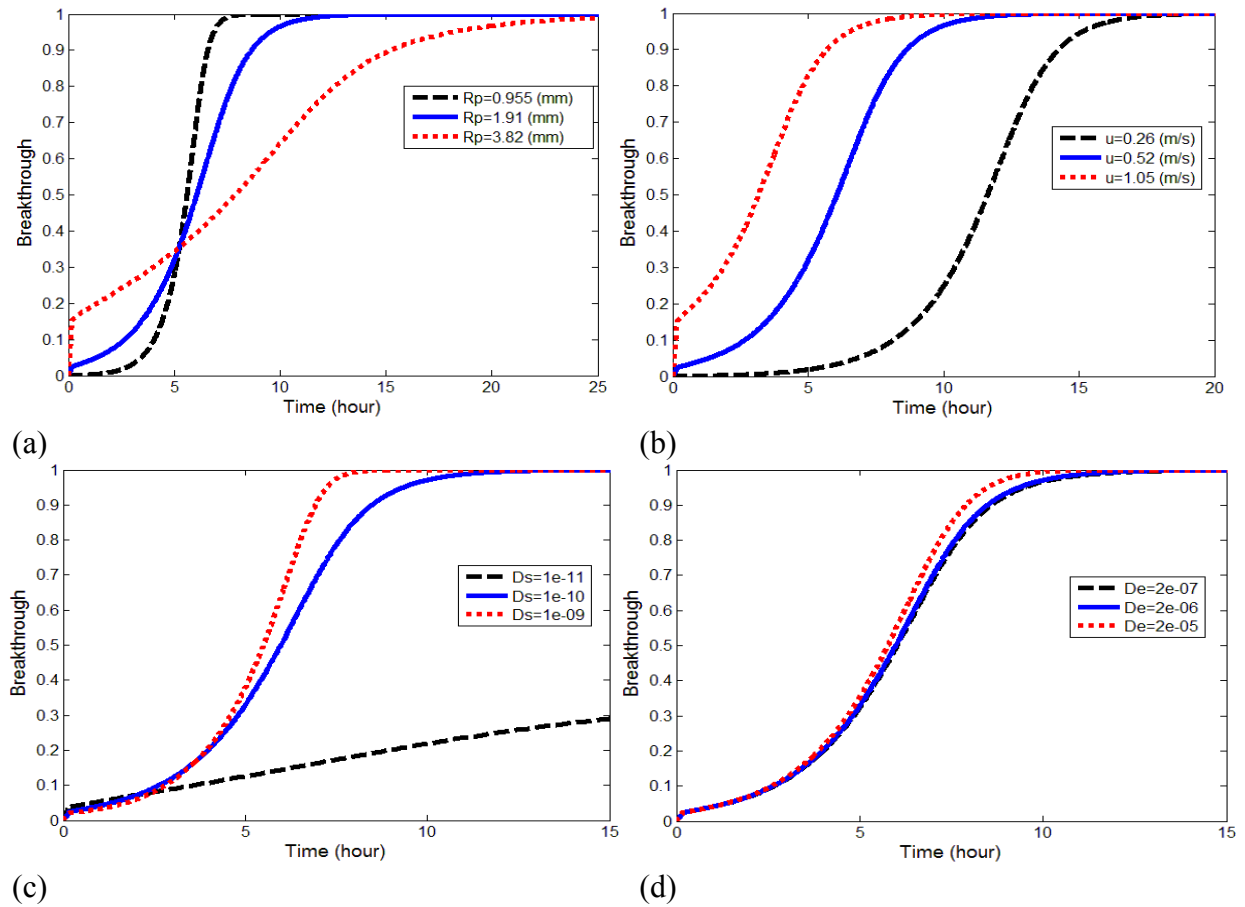 1
0.9
0.8
0.7
0.6
0.5
0.4
0.3
0.2
0.1
0
Breakthrough
Rp=0.955 (mm)
Rp=1.91 (mm)
Rp=3.82 (mm)
0 5 10 15 20 25
Time (hour)
(a)
1
0.9
0.8
0.7
0.6
0.5
0.4
0.3
0.2
0.1
0
Breakthrough
u=0.26 (m/s)
u=0.52 (m/s)
u=1.05 (m/s)
0 5 10 15 20
Time (hour)
(b)
1
0.9
0.8
0.7
0.6
0.5
0.4
0.3
0.2
0.1
0
Breakthrough
Ds=1e-11
Ds=1e-10
Ds=1e-09
0 5 10 15
Time (hour)
(c)
1
0.9
0.8
0.7
0.6
0.5
0.4
0.3
0.2
0.1
0
Breakthrough
De=2e-07
De=2e-06
De=2e-05
0 5 10 15
Time (hour)
(d)